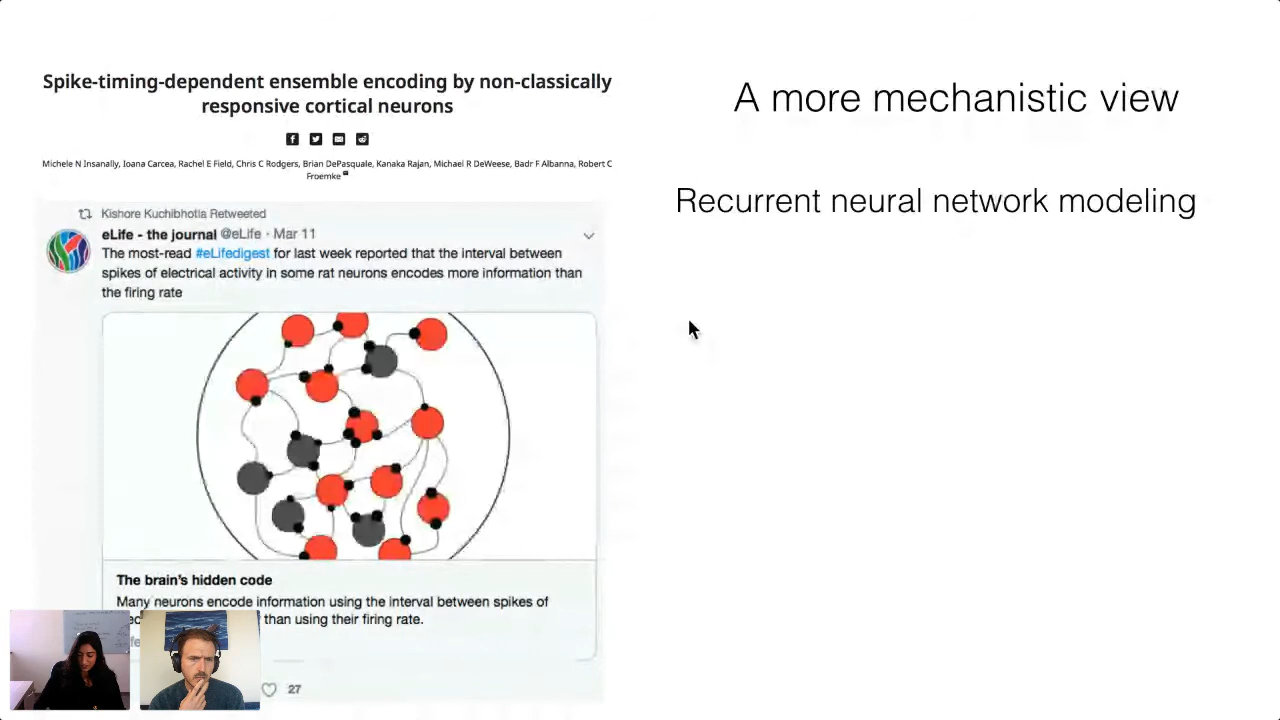 Spike-timing-dependent ensemble encoding by non-classically
responsive cortical neurons
Michele N Insanally, Ioana Carcea, Rachel E Field, Chris C Rodgers, Brian DePasquale, Kanaka Rajan, Michael R DeWeese, Badr F Albanna, Robert C
Froemke
Kishore Kuchibhotla Retweeted
eLife - the journal @eLife · Mar 11
The most-read #eLifedigest for last week reported that the interval between
spikes of electrical activity in some rat neurons encodes more information than
the firing rate
The brain's hidden code
Many neurons encode information using the interval between spikes of
than using their firing rate.
27
A more mechanistic view
Recurrent neural network modeling